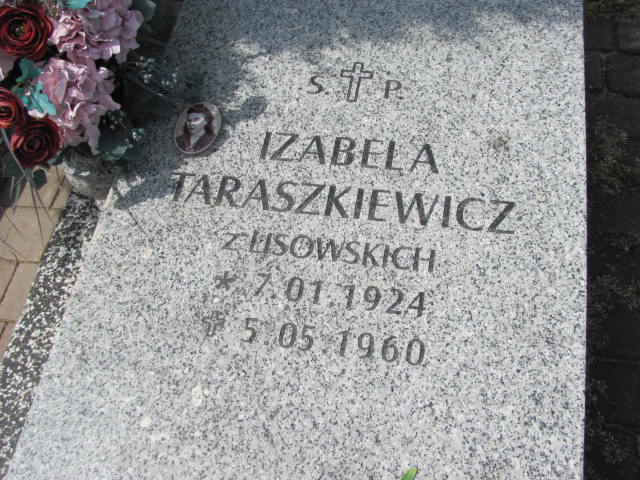 S. P.
IZABELA
TARASZKIEWICZ
Z LISOWSKICH
* 7.01.1924
✝ 5.05.1960